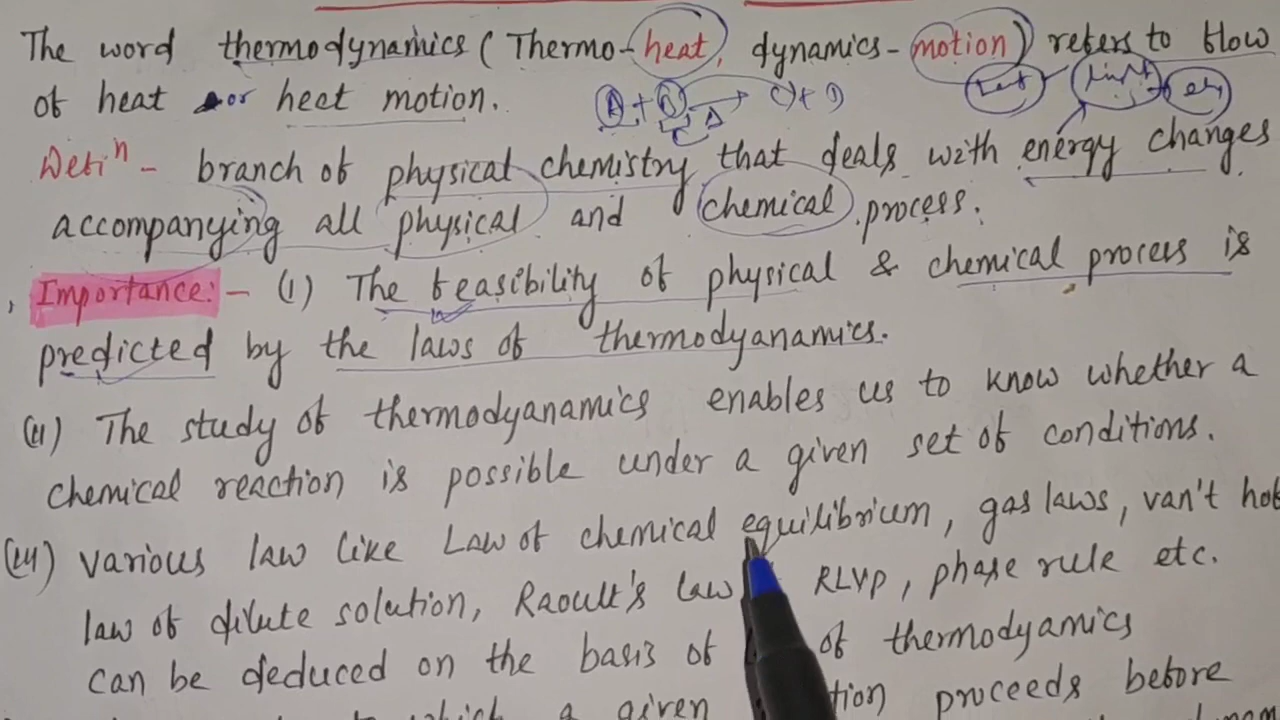 The word thermodynamics (Thermo-heat, dynamics-motion) refers to flow
of heat or heat motion.
A + B → C + D
Δ
Defiⁿ - branch of physical chemistry that deals with energy changes
accompanying all physical and chemical process.
Importance: - (i) The feasibility of physical & chemical process is
predicted by the laws of thermodyanamics.
(ii) The study of thermodyanamics enables us to know whether a
chemical reaction is possible under a given set of conditions.
(iii) various law like Law of chemical equilibrium, gas laws, van't hof
law of dilute solution, Raoult's law RLVP, phase rule etc.
can be deduced on the basis of of thermodyamics
which a given tion proceeds before